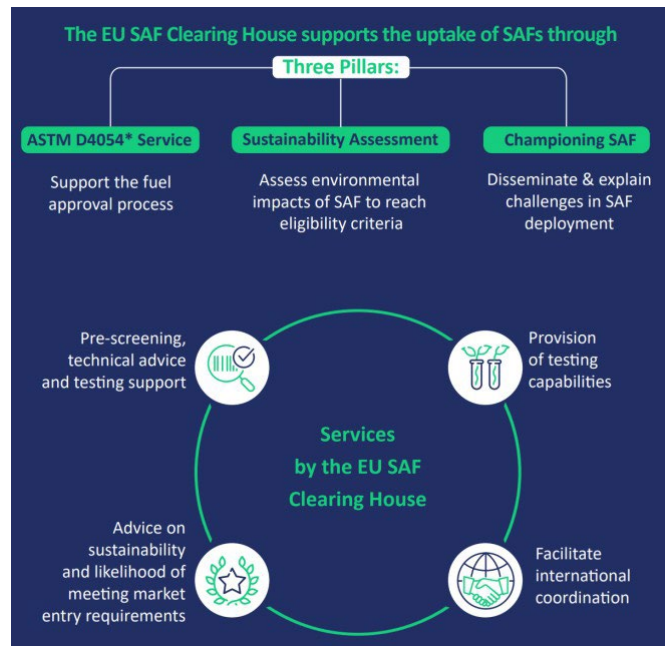 The EU SAF Clearing House supports the uptake of SAFs through
Three Pillars:
ASTM D4054* Service
Support the fuel
approval process
Sustainability Assessment
Assess environmental
impacts of SAF to reach
eligibility criteria
Championing SAF
Disseminate & explain
challenges in SAF
deployment
Pre-screening,
technical advice
and testing support
Provision
of testing
capabilities
Services
by the EU SAF
Clearing House
Advice on
sustainability
and likelihood of
meeting market
entry requirements
Facilitate
international
coordination